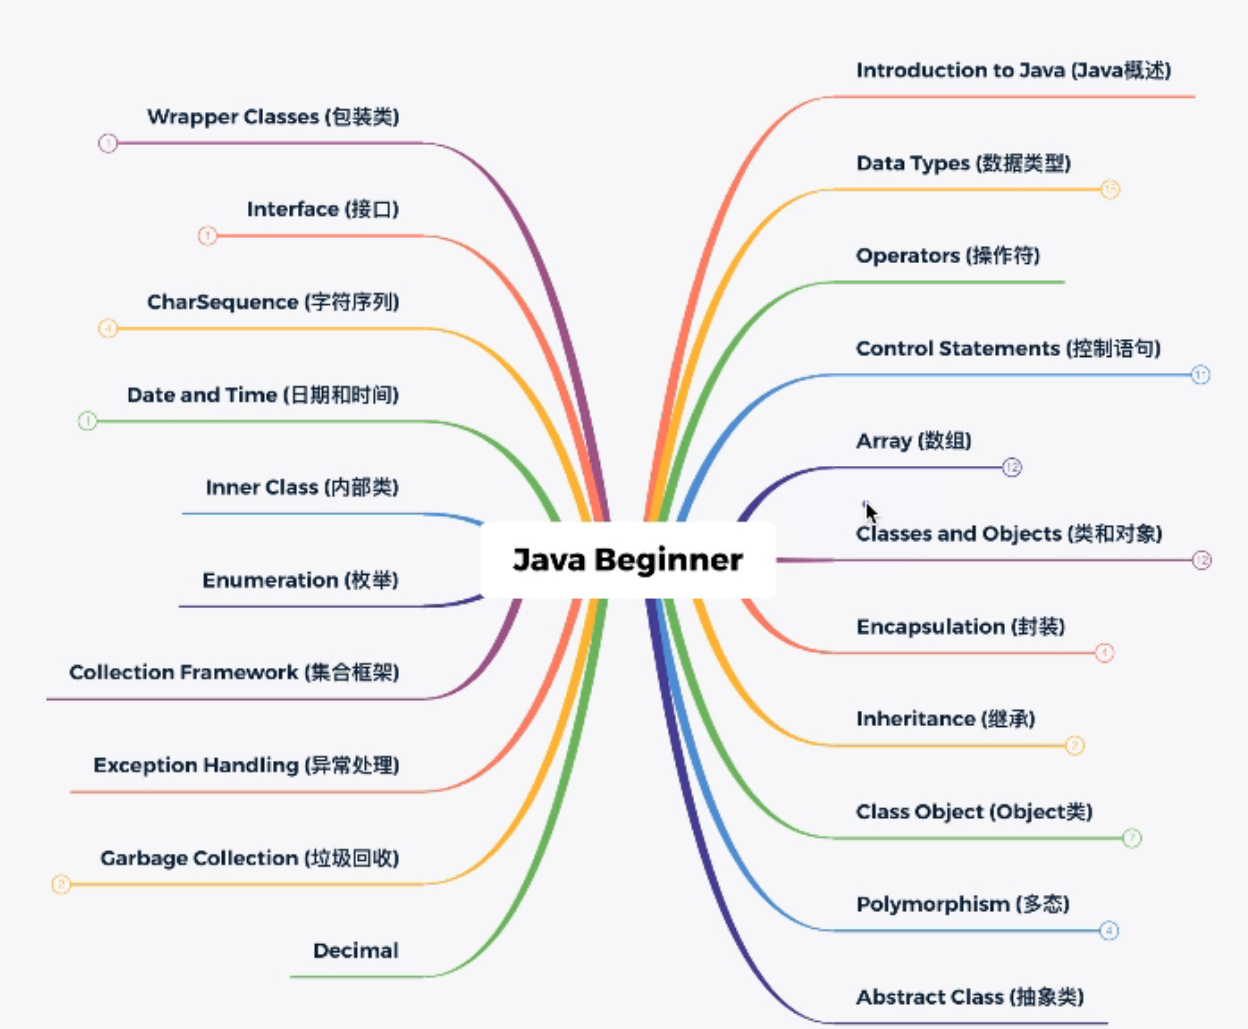 Java Beginner
Introduction to Java (Java概述)
Data Types (数据类型)
15
Operators (操作符)
Control Statements (控制语句)
11
Array (数组)
12
Classes and Objects (类和对象)
12
Encapsulation (封装)
4
Inheritance (继承)
2
Class Object (Object类)
7
Polymorphism (多态)
4
Abstract Class (抽象类)
Wrapper Classes (包装类)
1
Interface (接口)
1
CharSequence (字符序列)
4
Date and Time (日期和时间)
1
Inner Class (内部类)
Enumeration (枚举)
Collection Framework (集合框架)
Exception Handling (异常处理)
Garbage Collection (垃圾回收)
2
Decimal